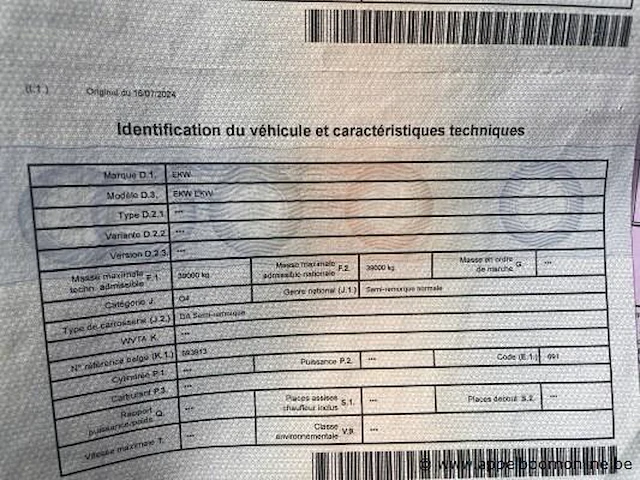 (I.1) Original du 16/07/2024
Identification du véhicule et caractéristiques techniques
Marque D.1. EKW
Modèle D.3. EKW LKW
Type D.2.1. ---
Variante D.2.2. ---
Version D.2.3. ---
Masse maximale techn. admissible F.1. 39000 kg Masse maximale admissible nationale F.2. 39000 kg Masse en ordre de marche G. ---
Catégorie J. O4 Genre national (J.1.) Semi-remorque normale
Type de carrosserie (J.2.) DA Semi-remorque
WVTA K. ---
N° référence belge (K.1.) 693913
Cylindrée P.1. --- Puissance P.2. --- Code (E.1.) 691
Carburant P.3. ---
Rapport puissance/poids Q. --- Places assises chauffeur inclus S.1. --- Places debout S.2. ---
Vitesse maximale T. --- Classe environnementale V.9. ---
© www.appelboomonline.be